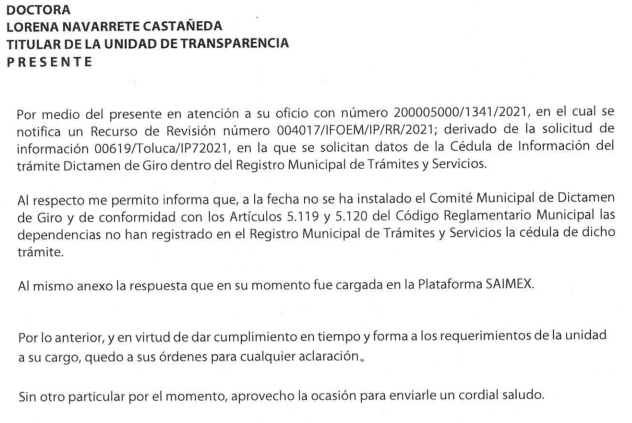 DOCTORA
LORENA NAVARRETE CASTAÑEDA
TITULAR DE LA UNIDAD DE TRANSPARENCIA
P R E S E N T E
Por medio del presente en atención a su oficio con número 200005000/1341/2021, en el cual se
notifica un Recurso de Revisión número 004017/IFOEM/IP/RR/2021; derivado de la solicitud de
información 00619/Toluca/IP72021, en la que se solicitan datos de la Cédula de Información del
trámite Dictamen de Giro dentro del Registro Municipal de Trámites y Servicios.
Al respecto me permito informa que, a la fecha no se ha instalado el Comité Municipal de Dictamen
de Giro y de conformidad con los Artículos 5.119 y 5.120 del Código Reglamentario Municipal las
dependencias no han registrado en el Registro Municipal de Trámites y Servicios la cédula de dicho
trámite.
Al mismo anexo la respuesta que en su momento fue cargada en la Plataforma SAIMEX.
Por lo anterior, y en virtud de dar cumplimiento en tiempo y forma a los requerimientos de la unidad
a su cargo, quedo a sus órdenes para cualquier aclaración.
Sin otro particular por el momento, aprovecho la ocasión para enviarle un cordial saludo.